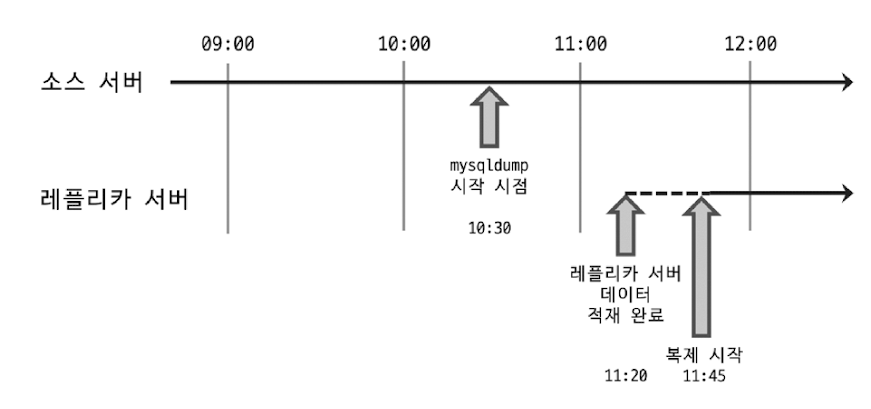 09:00 10:00 11:00 12:00
소스 서버
mysqldump
시작 시점
10:30
레플리카 서버
레플리카 서버
데이터
적재 완료
11:20
복제 시작
11:45